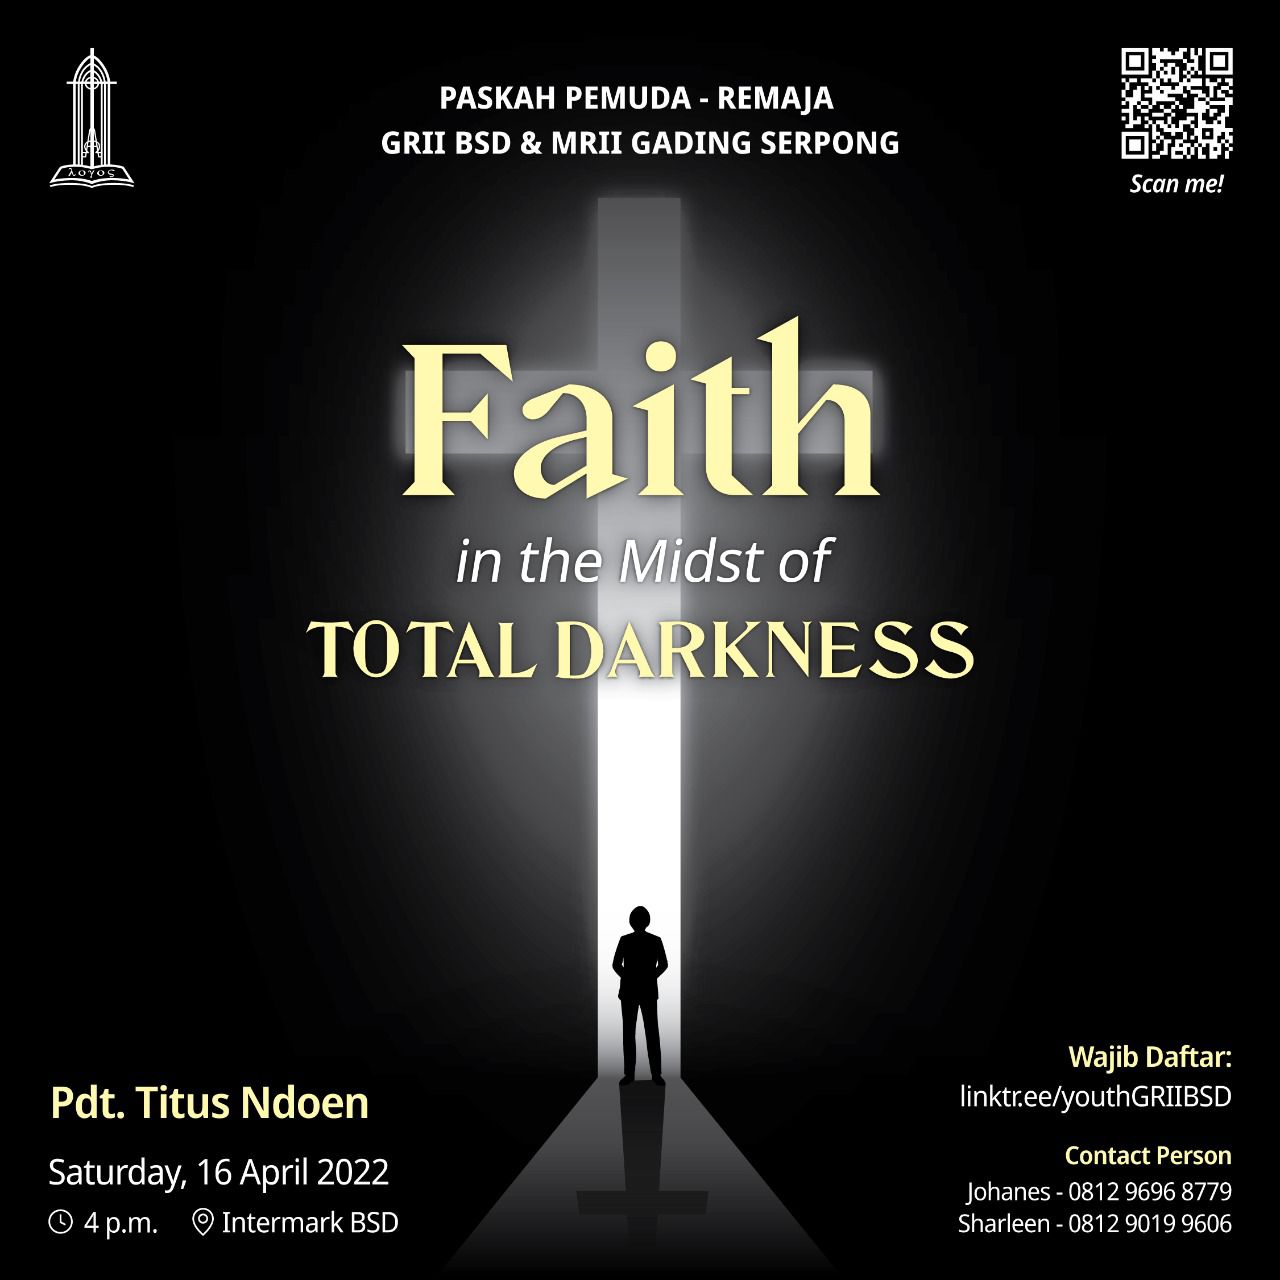 PASKAH PEMUDA - REMAJA
GRII BSD & MRII GADING SERPONG
λογος
Scan me!
Faith
in the Midst of
TOTAL DARKNESS
Pdt. Titus Ndoen
Saturday, 16 April 2022
4 p.m. Intermark BSD
Wajib Daftar:
linktr.ee/youthGRIIBSD
Contact Person
Johanes - 0812 9696 8779
Sharleen - 0812 9019 9606